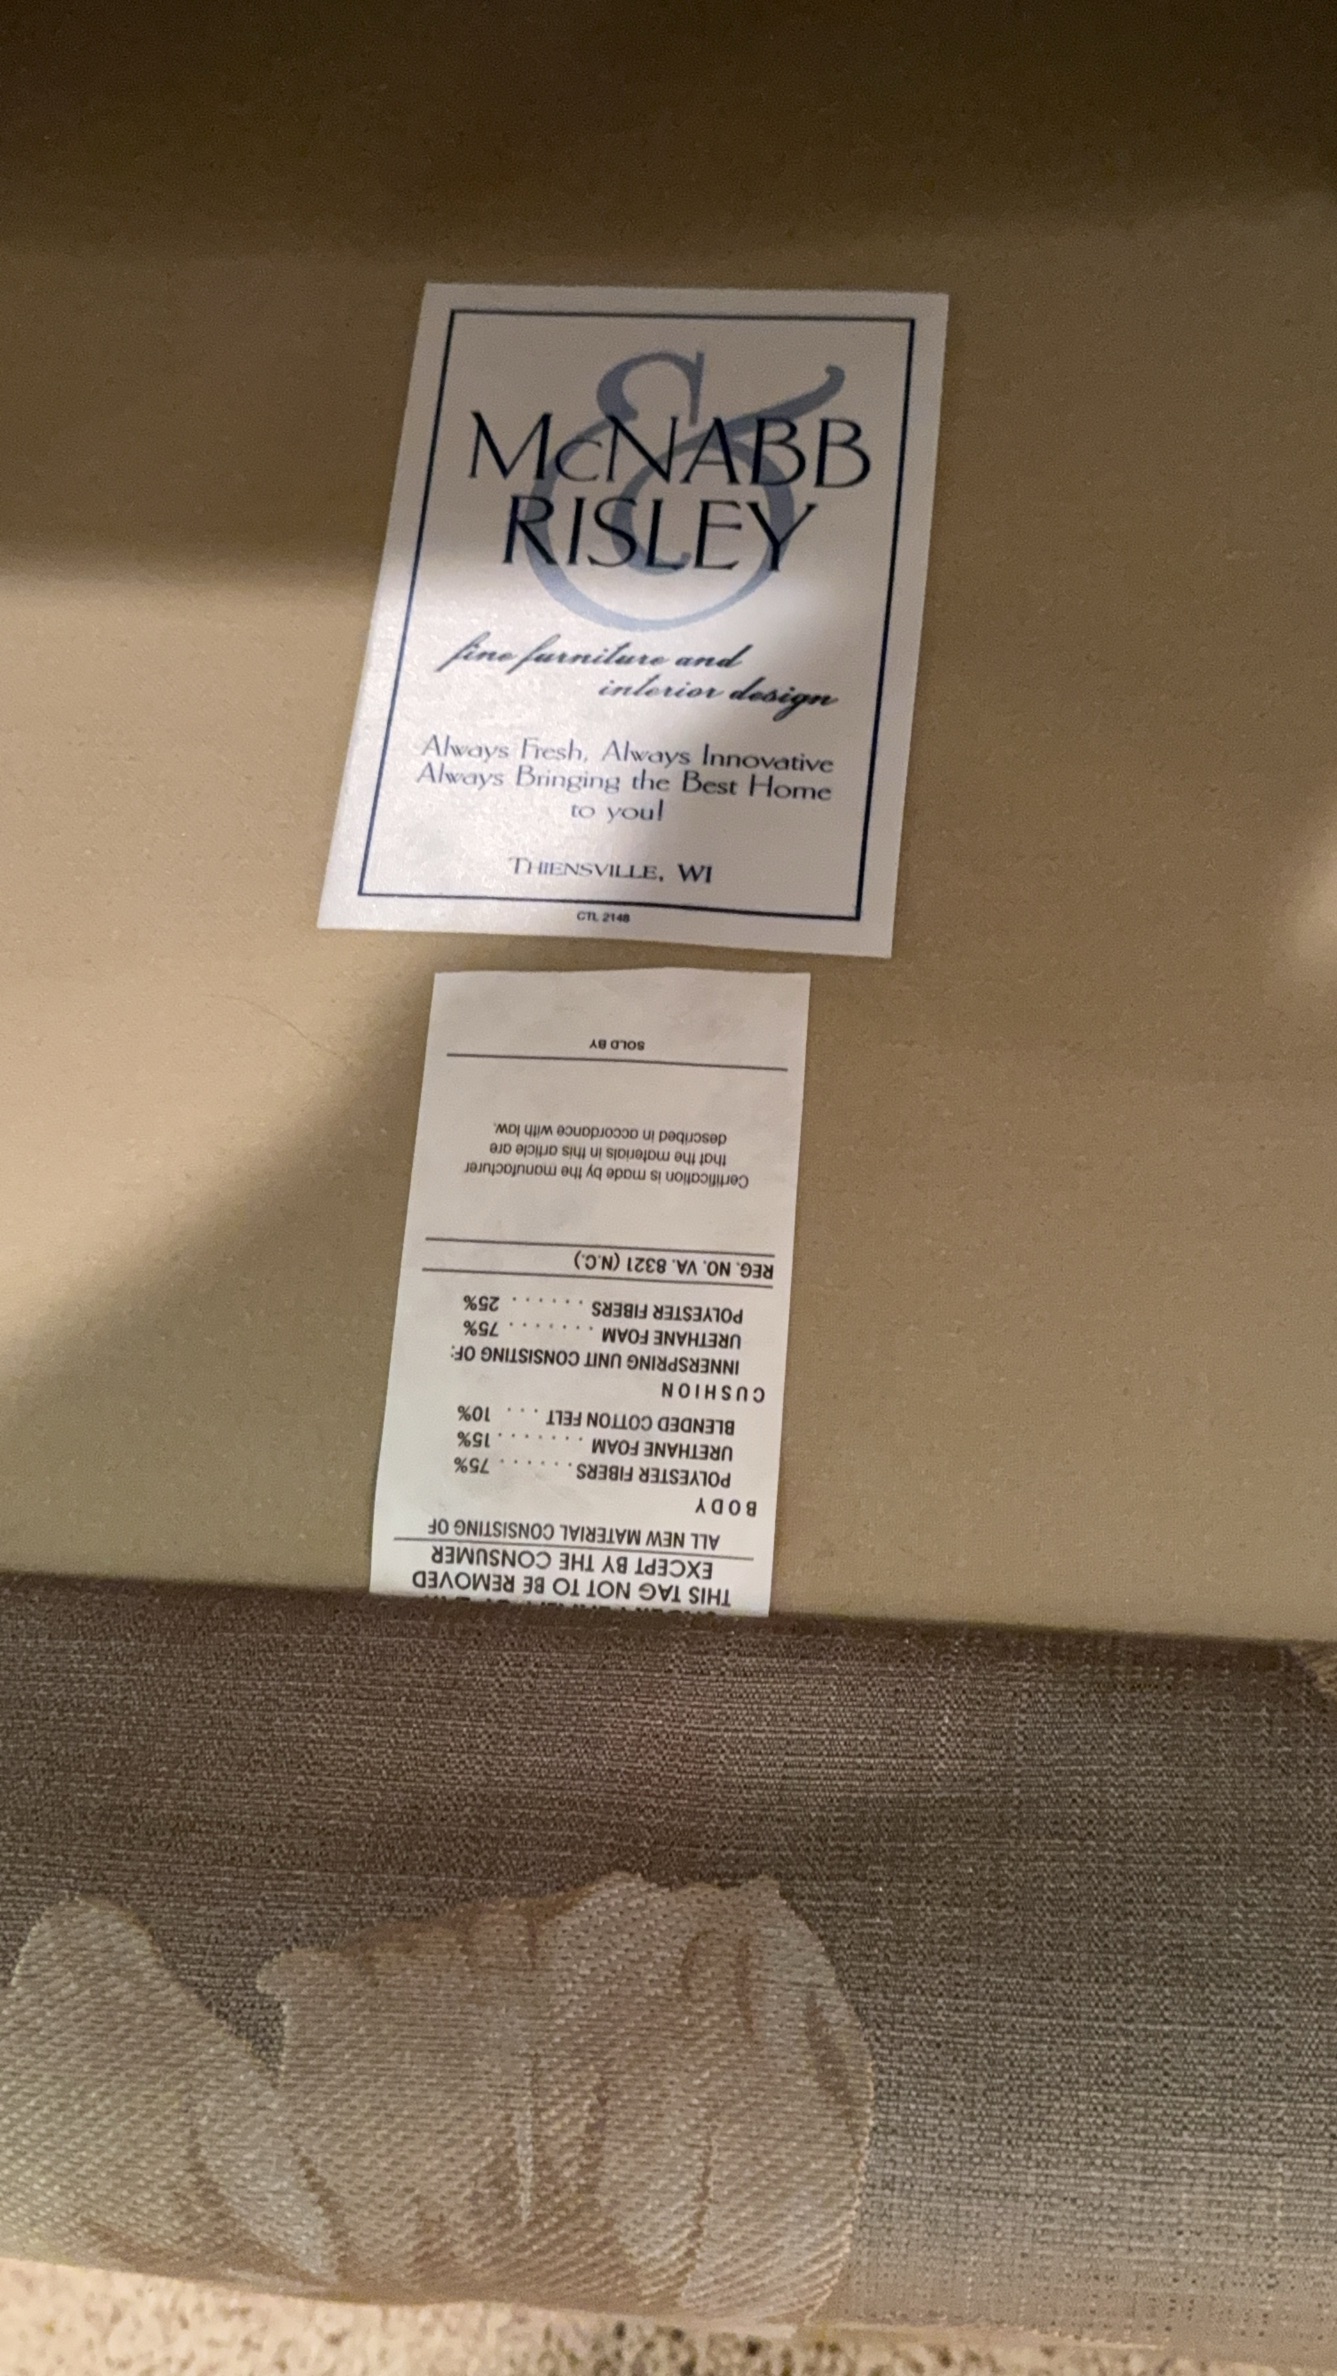 McNABB
&
RISLEY
fine furniture and
interior design
Always Fresh, Always Innovative
Always Bringing the Best Home
to you!
THIENSVILLE, WI
CTL 2148
THIS TAG NOT TO BE REMOVED
EXCEPT BY THE CONSUMER
ALL NEW MATERIAL CONSISTING OF
BODY
POLYESTER FIBERS . . . . . . 75%
URETHANE FOAM . . . . . . . 15%
BLENDED COTTON FELT . . . 10%
CUSHION
INNERSPRING UNIT CONSISTING OF:
URETHANE FOAM . . . . . . . 75%
POLYESTER FIBERS . . . . . . 25%
REG. NO. VA. 8321 (N.C.)
Certification is made by the manufacturer
that the materials in this article are
described in accordance with law.
SOLD BY